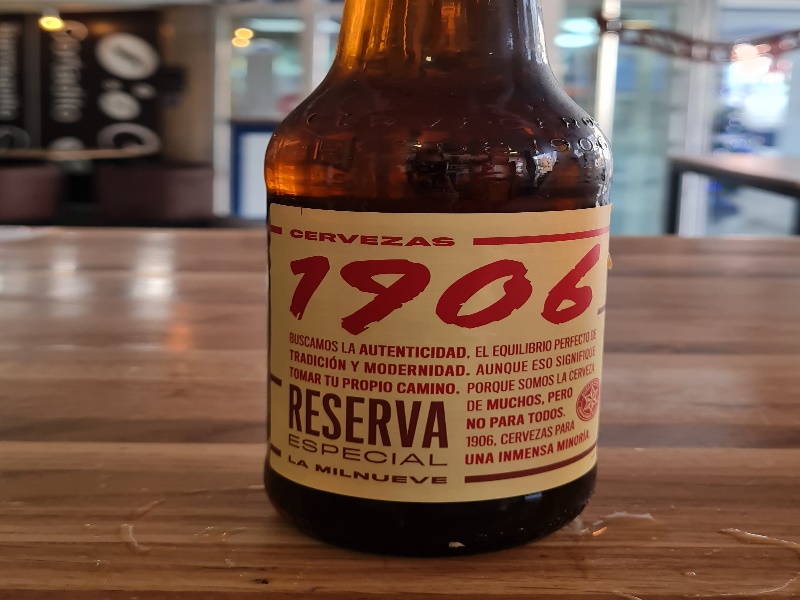 CERVEZAS
1906
BUSCAMOS LA AUTENTICIDAD, EL EQUILIBRIO PERFECTO DE
TRADICIÓN Y MODERNIDAD. AUNQUE ESO SIGNIFIQUE
TOMAR TU PROPIO CAMINO. PORQUE SOMOS LA CERVEZA
DE MUCHOS, PERO
NO PARA TODOS.
1906, CERVEZAS PARA
UNA INMENSA MINORÍA.
RESERVA
ESPECIAL
LA MILNUEVE